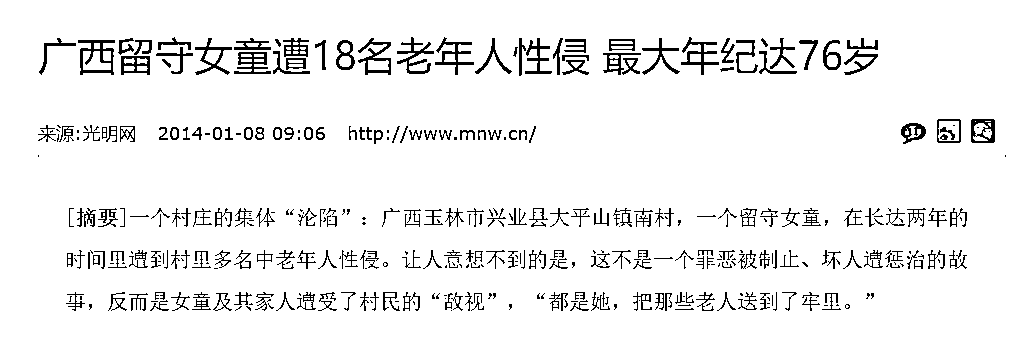 广西留守女童遭18名老年人性侵 最大年纪达76岁
来源:光明网 2014-01-08 09:06 http://www.mnw.cn/
[摘要]一个村庄的集体“沦陷”：广西玉林市兴业县大平山镇南村，一个留守女童，在长达两年的
时间里遭到村里多名中老年人性侵。让人意想不到的是，这不是一个罪恶被制止、坏人遭惩治的故
事，反而是女童及其家人遭受了村民的“敌视”，“都是她，把那些老人送到了牢里。”